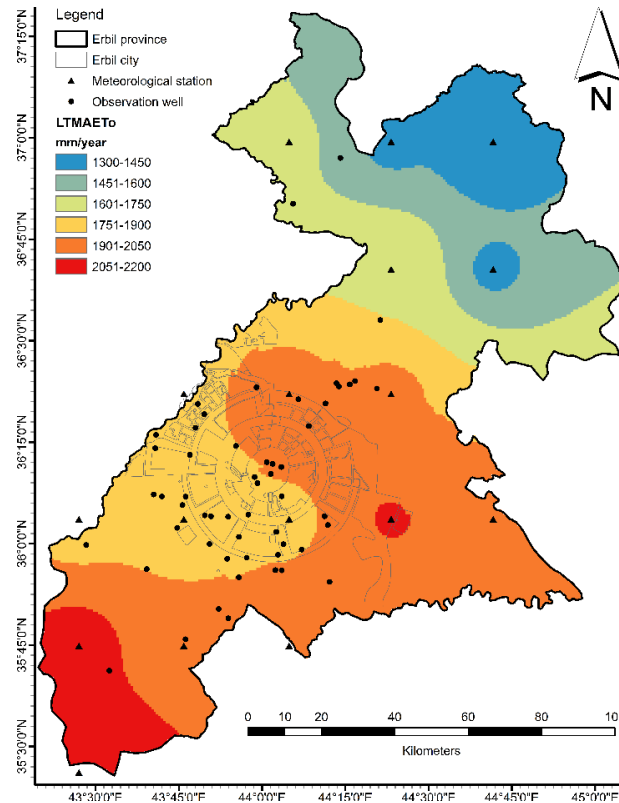 Legend
Erbil province
Erbil city
Meteorological station
Observation well
LTMAETo
mm/year
1300-1450
1451-1600
1601-1750
1751-1900
1901-2050
2051-2200
N
37°15'0"N
37°0'0"N
36°45'0"N
36°30'0"N
36°15'0"N
36°0'0"N
35°45'0"N
35°30'0"N
0 10 20 40 60 80 10
Kilometers
43°30'0"E 43°45'0"E 44°0'0"E 44°15'0"E 44°30'0"E 44°45'0"E 45°0'0"E